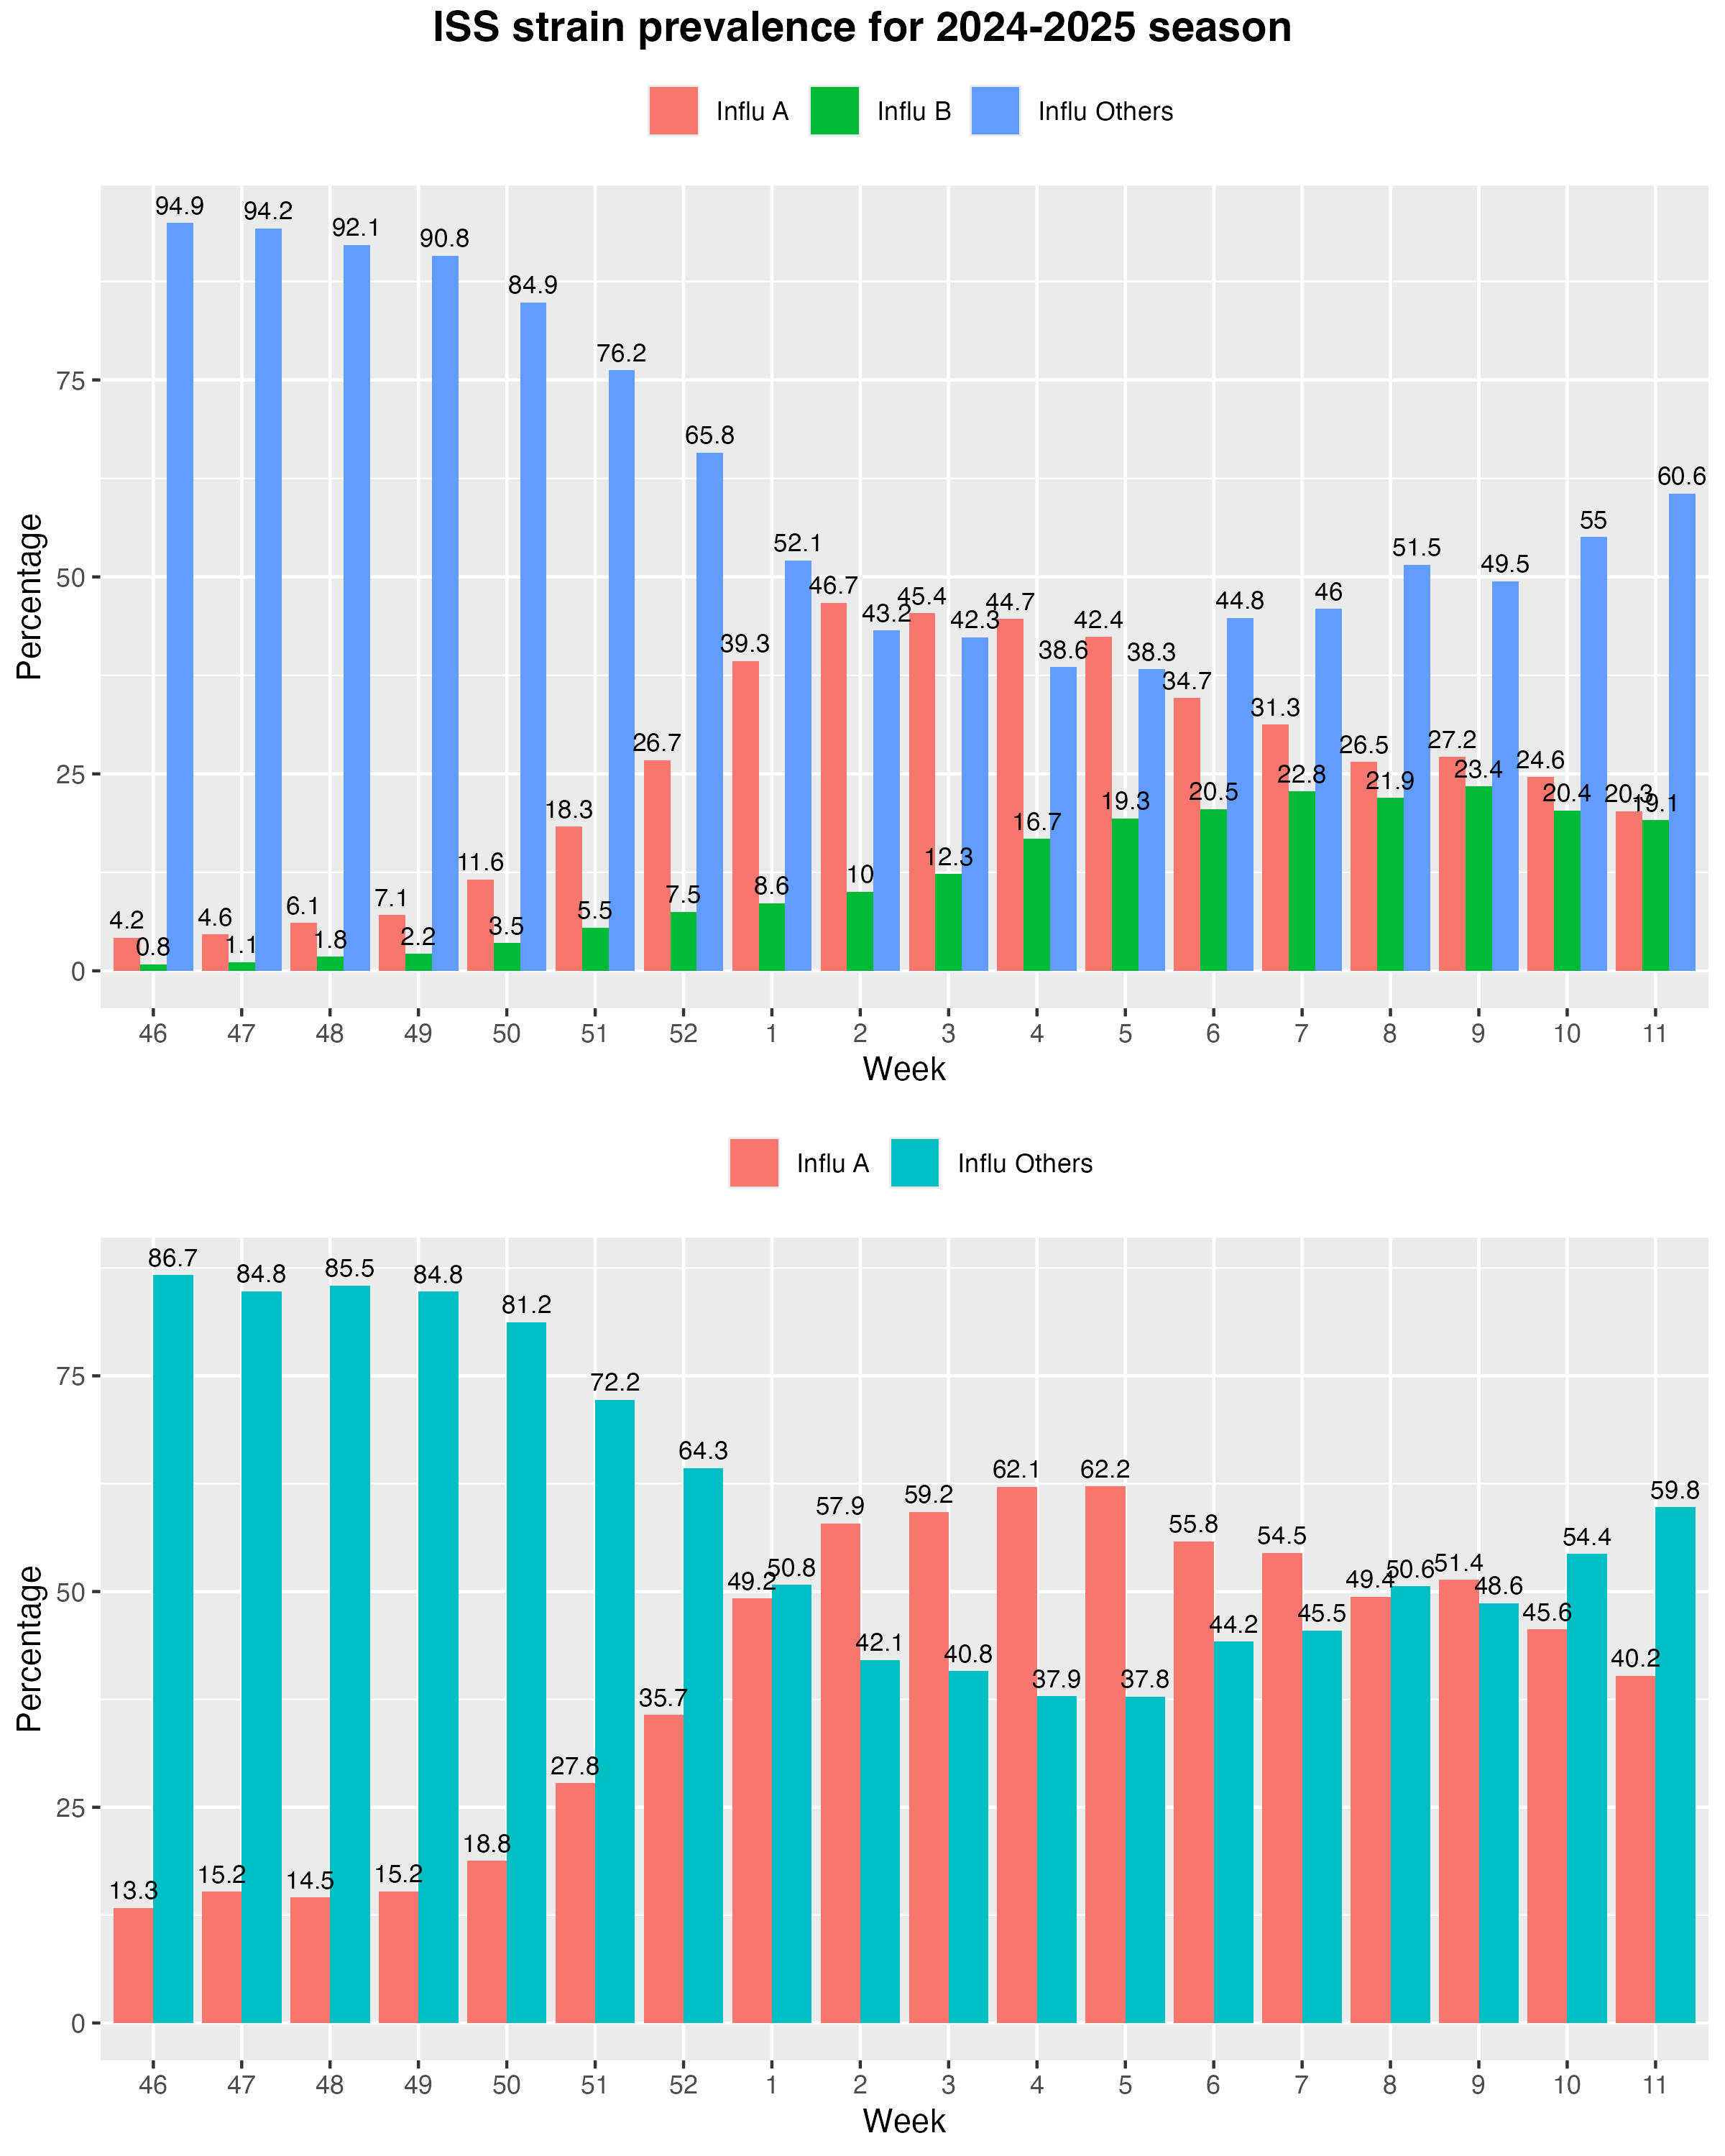 ISS strain prevalence for 2024-2025 season
Influ A Influ B Influ Others
94.9 94.2 92.1 90.8 84.9 76.2 65.8 52.1 43.2 42.3 38.6 38.3 44.8 46 51.5 49.5 55 60.6
4.2 4.6 6.1 7.1 11.6 18.3 26.7 39.3 46.7 45.4 44.7 42.4 34.7 31.3 26.5 27.2 24.6 20.3
0.8 1.1 1.8 2.2 3.5 5.5 7.5 8.6 10 12.3 16.7 19.3 20.5 22.8 21.9 23.4 20.4 19.1
75
50
25
0
Percentage
46 47 48 49 50 51 52 1 2 3 4 5 6 7 8 9 10 11
Week
Influ A Influ Others
86.7 84.8 85.5 84.8 81.2 72.2 64.3 50.8 42.1 40.8 37.9 37.8 44.2 45.5 50.6 48.6 54.4 59.8
13.3 15.2 14.5 15.2 18.8 27.8 35.7 49.2 57.9 59.2 62.1 62.2 55.8 54.5 49.4 51.4 45.6 40.2
75
50
25
0
Percentage
46 47 48 49 50 51 52 1 2 3 4 5 6 7 8 9 10 11
Week